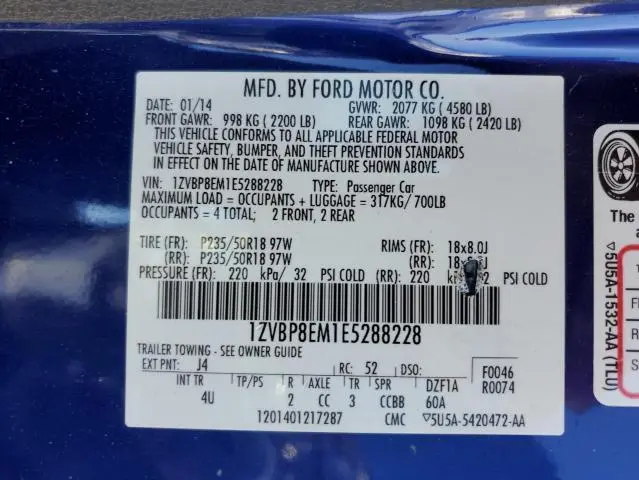 MFD. BY FORD MOTOR CO.
DATE: 01/14 GVWR: 2077 KG ( 4580 LB)
FRONT GAWR: 998 KG ( 2200 LB) REAR GAWR: 1098 KG ( 2420 LB)
THIS VEHICLE CONFORMS TO ALL APPLICABLE FEDERAL MOTOR
VEHICLE SAFETY, BUMPER, AND THEFT PREVENTION STANDARDS
IN EFFECT ON THE DATE OF MANUFACTURE SHOWN ABOVE.
VIN: 1ZVBP8EM1E5288228 TYPE: Passenger Car
MAXIMUM LOAD = OCCUPANTS + LUGGAGE = 317KG/ 700LB
OCCUPANTS = 4 TOTAL; 2 FRONT, 2 REAR
TIRE (FR): P235/50R18 97W RIMS (FR): 18x8.0J
(RR): P235/50R18 97W (RR): J
PRESSURE (FR): 220 kPa/ 32 PSI COLD (RR): 220 PSI COLD
1ZVBP8EM1E5288228
TRAILER TOWING - SEE OWNER GUIDE
EXT PNT: J4 RC: 52 DSO: F0046
INT TR TP/PS R AXLE TR SPR DZF1A R0074
4U 2 CC 3 CCBB 60A
1201401217287 CMC ▽5U5A-5420472-AA
The
▽5U5A-1532-AA (TLU)